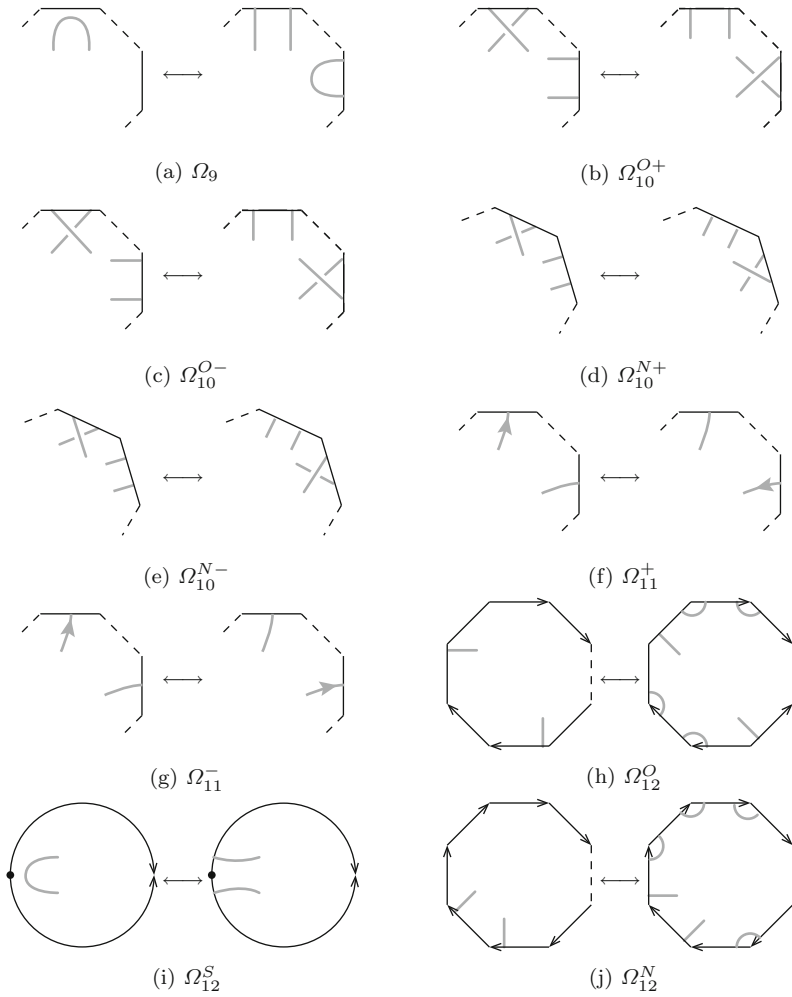 (a) Ω₉
(b) Ω₁₀ᴼ⁺
(c) Ω₁₀ᴼ⁻
(d) Ω₁₀ᴺ⁺
(e) Ω₁₀ᴺ⁻
(f) Ω₁₁⁺
(g) Ω₁₁⁻
(h) Ω₁₂ᴼ
(i) Ω₁₂ˢ
(j) Ω₁₂ᴺ